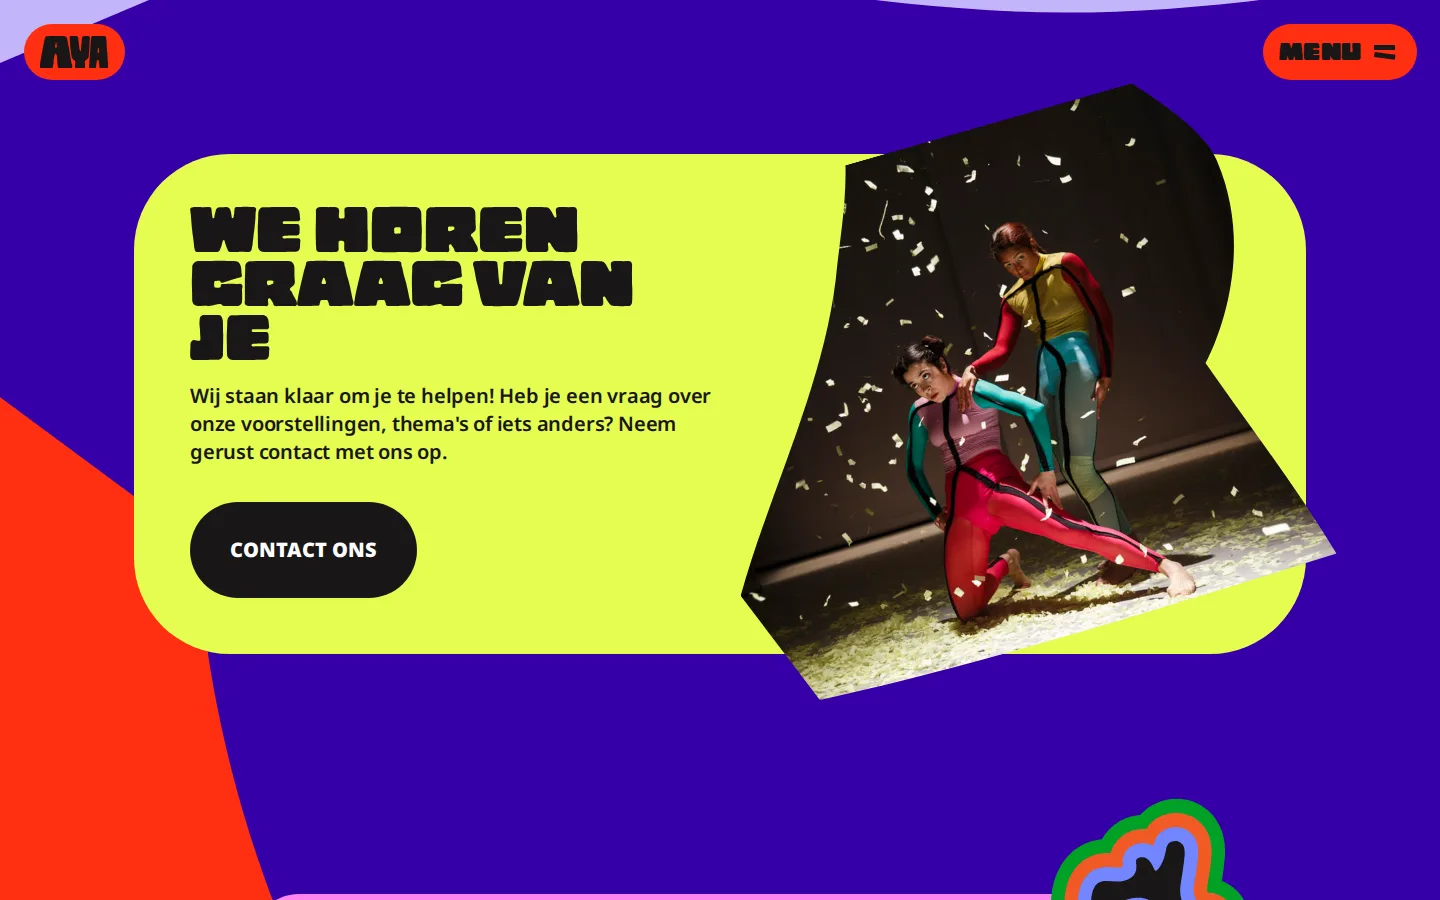 AYA
MENU
WE HOREN
GRAAG VAN
JE
Wij staan klaar om je te helpen! Heb je een vraag over
onze voorstellingen, thema's of iets anders? Neem
gerust contact met ons op.
CONTACT ONS